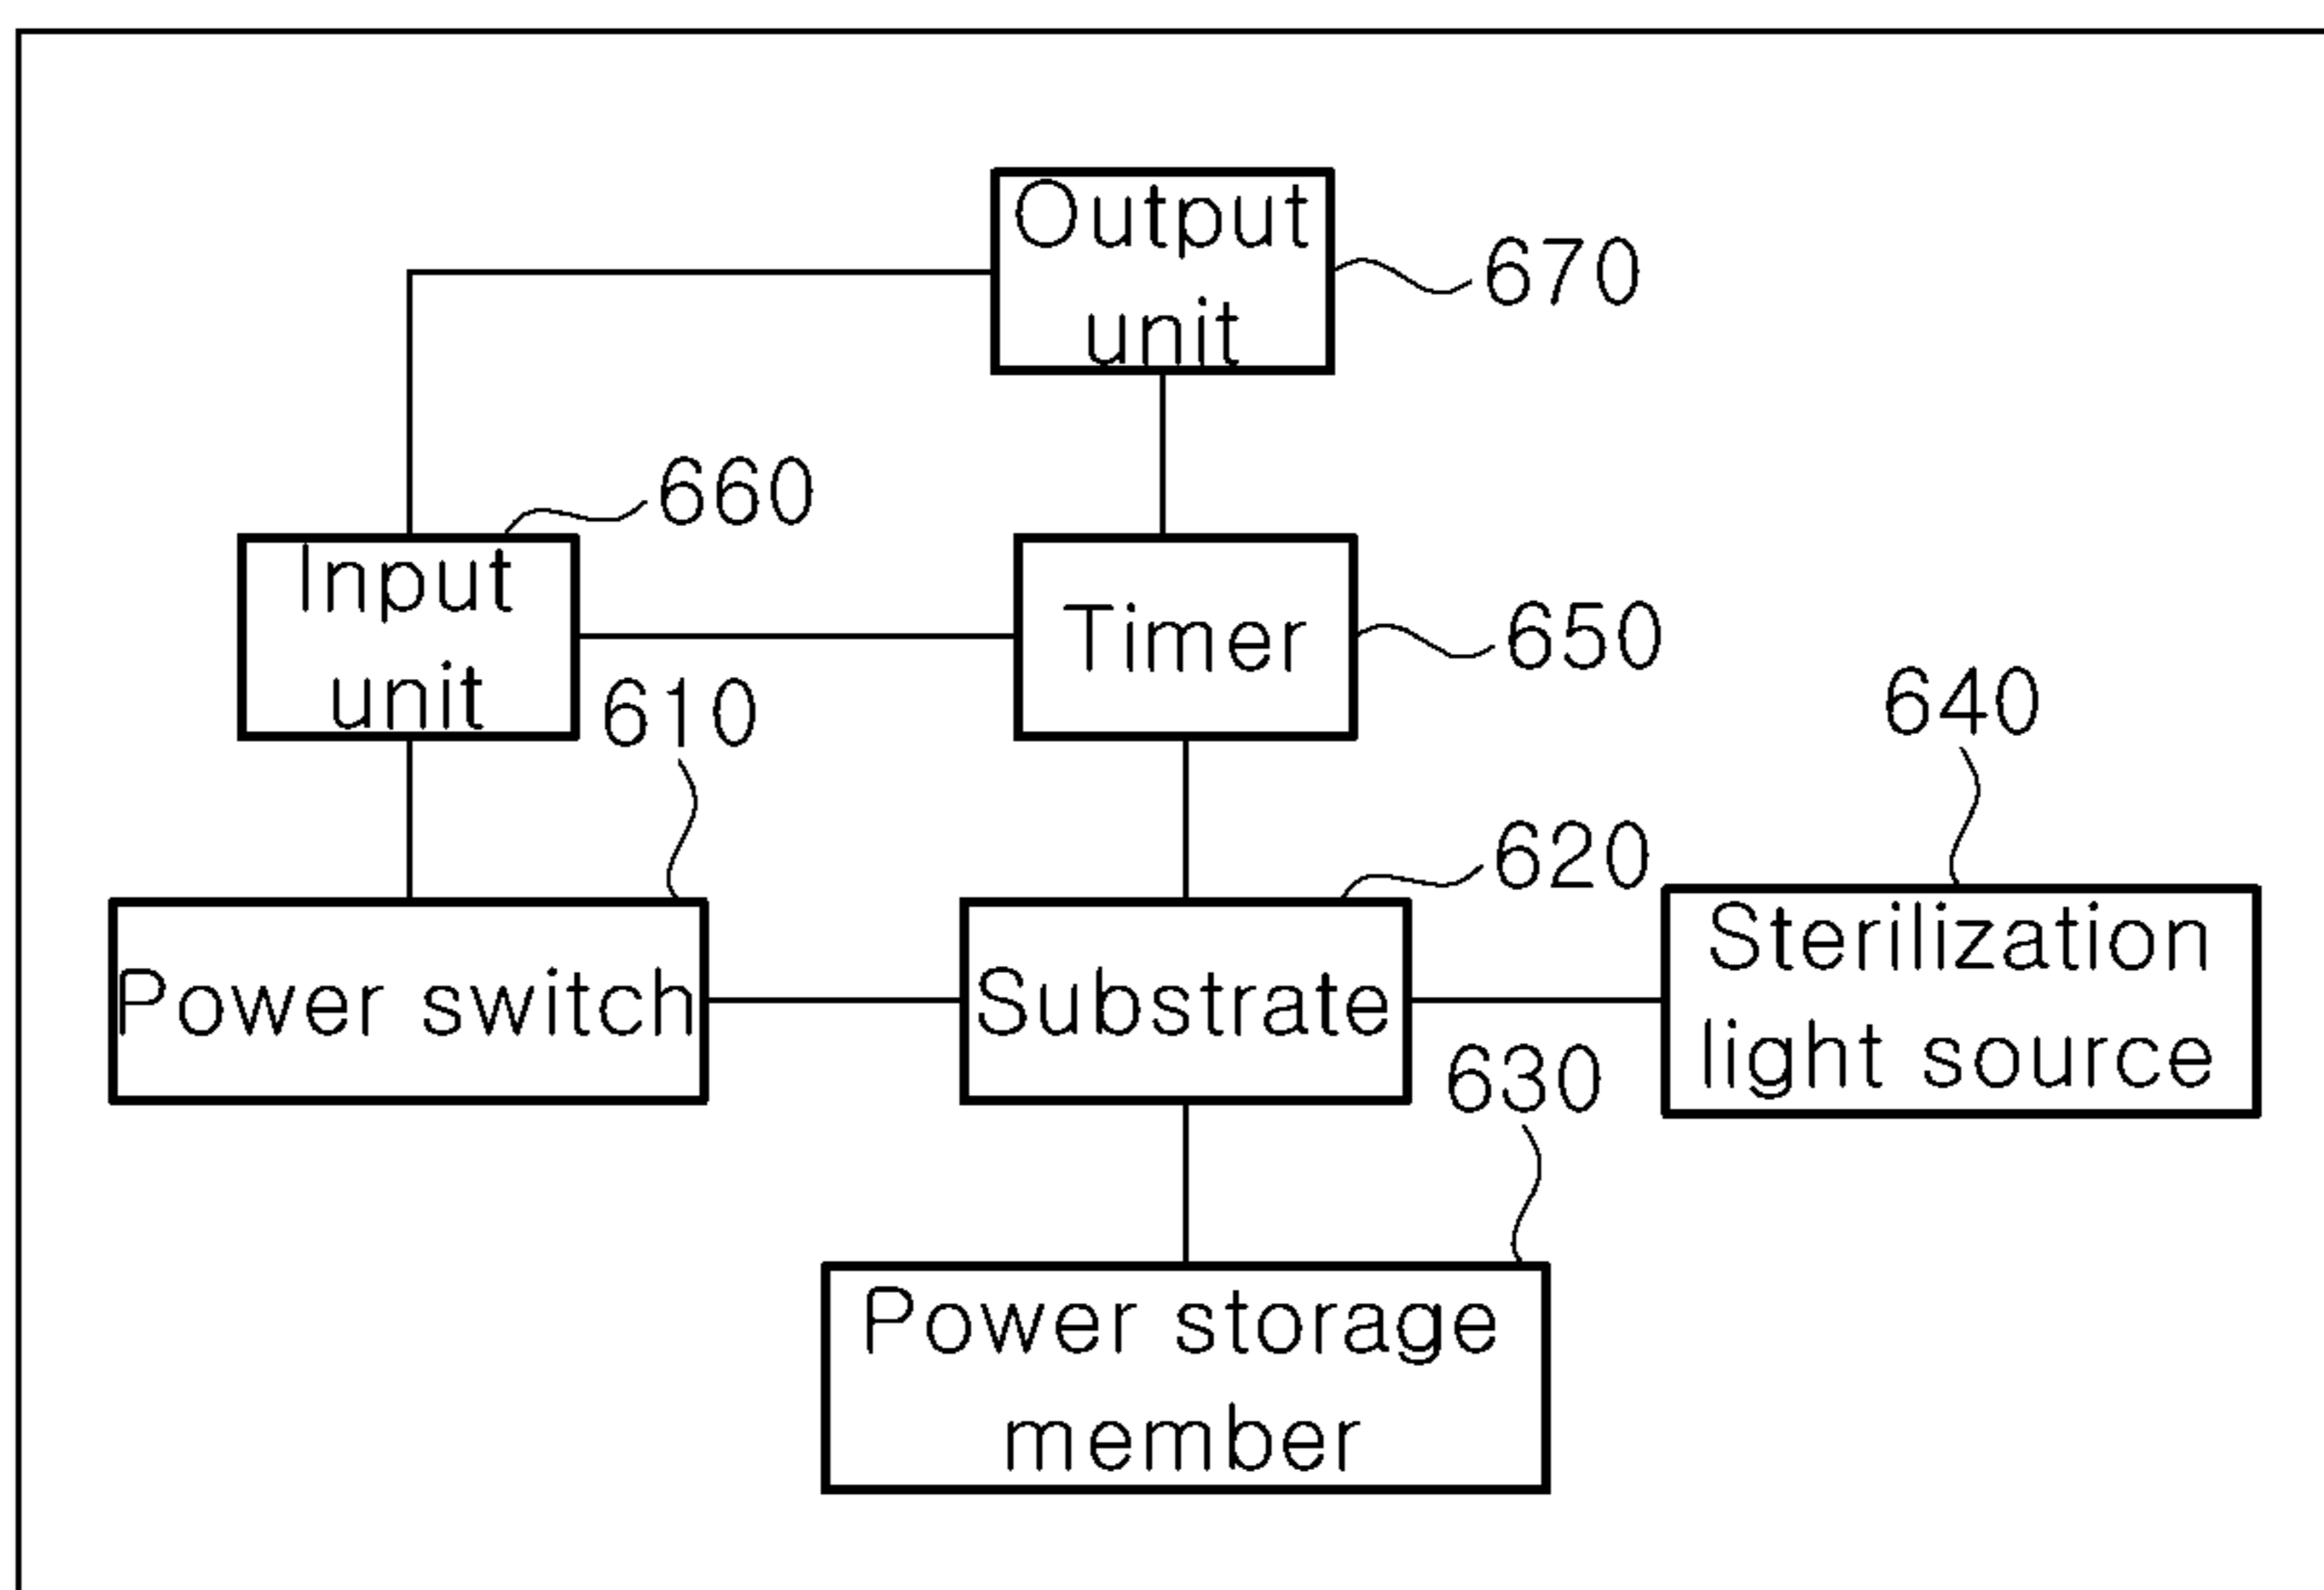 Output
unit
670
660
Input
unit
610
Timer
650
640
620
Power switch
Substrate
Sterilization
light source
630
Power storage
member